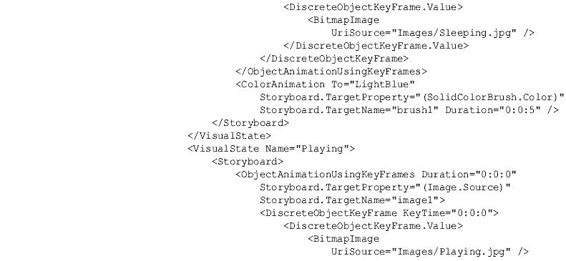 <DiscreteObjectKeyFrame.Value>
<BitmapImage
UriSource="Images/Sleeping.jpg" />
</DiscreteObjectKeyFrame.Value>
</DiscreteObjectKeyFrame>
</ObjectAnimationUsingKeyFrames>
<ColorAnimation To="LightBlue"
Storyboard.TargetProperty="(SolidColorBrush.Color)"
Storyboard.TargetName="brush1" Duration="0:0:5" />
</Storyboard>
</VisualState>
<VisualState Name="Playing">
<Storyboard>
<ObjectAnimationUsingKeyFrames Duration="0:0:0"
Storyboard.TargetProperty="(Image.Source)"
Storyboard.TargetName="image1">
<DiscreteObjectKeyFrame KeyTime="0:0:0">
<DiscreteObjectKeyFrame.Value>
<BitmapImage
UriSource="Images/Playing.jpg" />